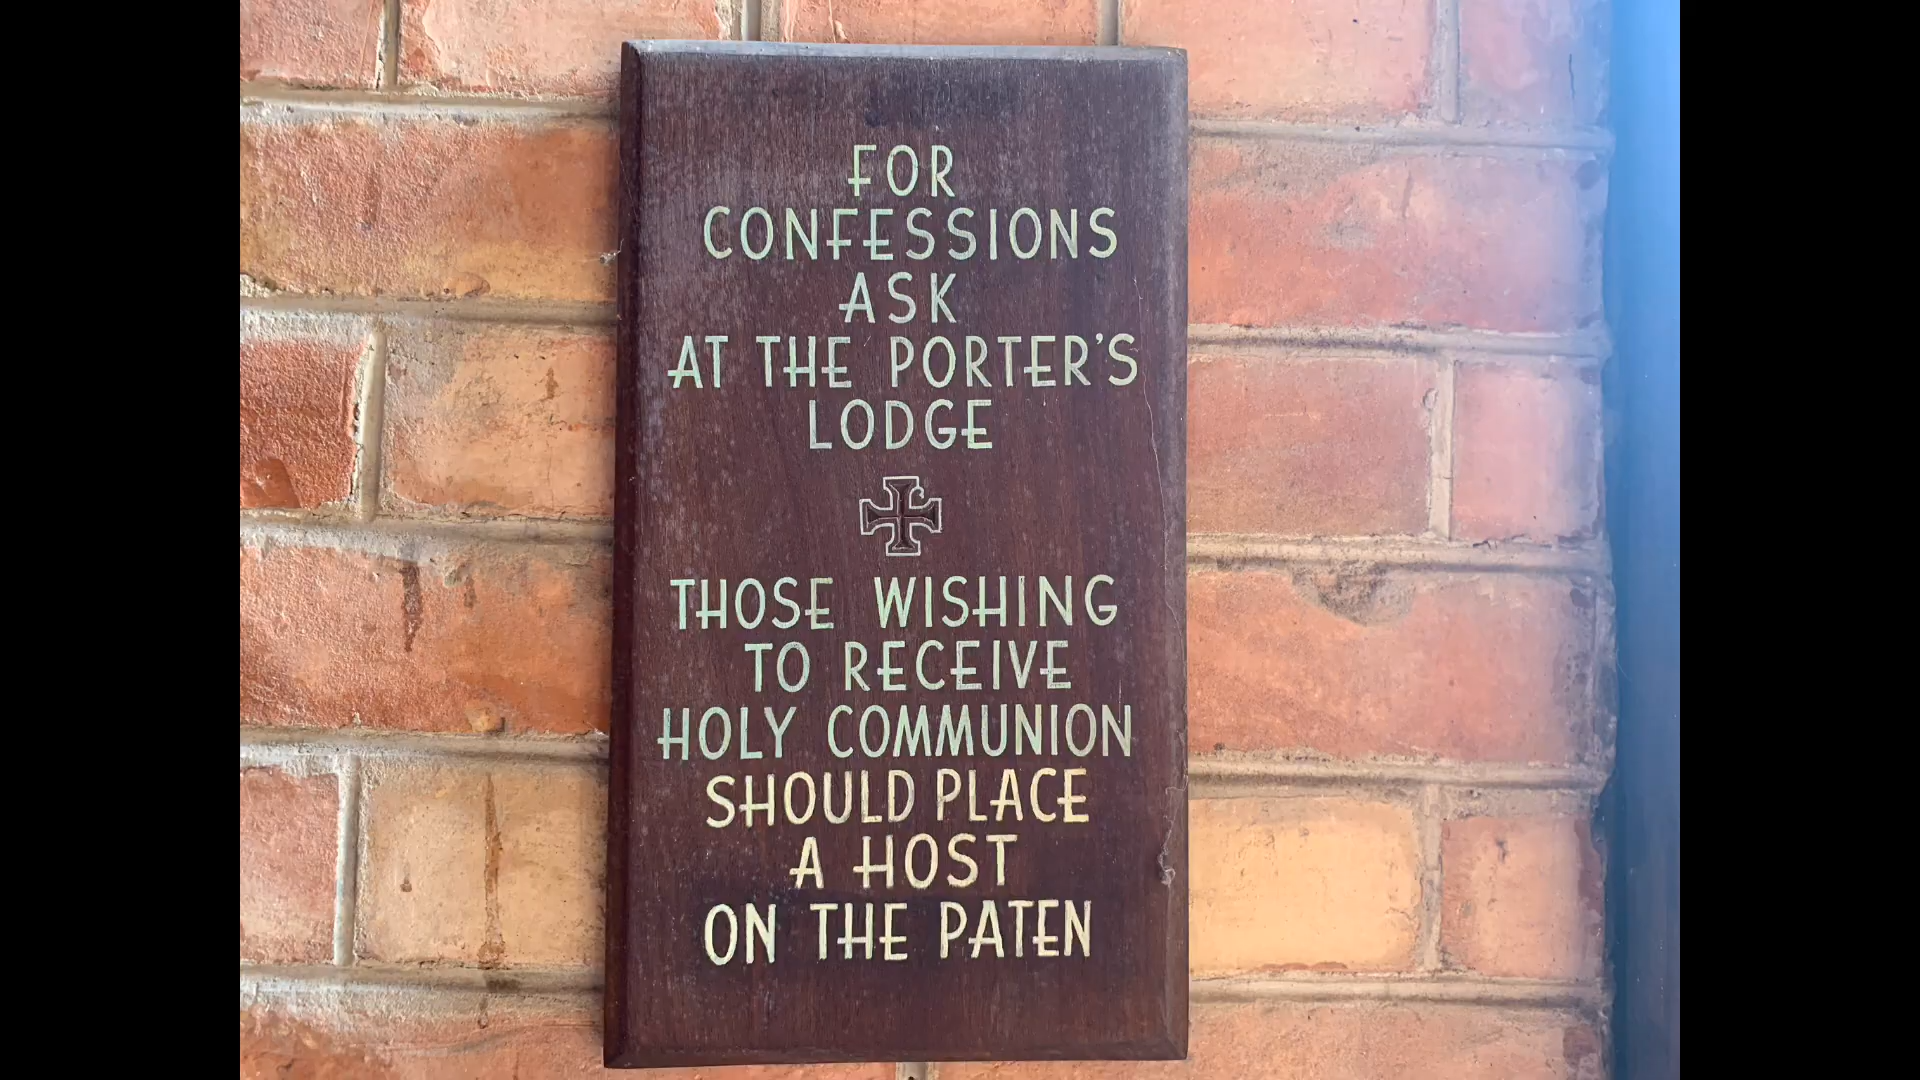 FOR
CONFESSIONS
ASK
AT THE PORTER'S
LODGE
THOSE WISHING
TO RECEIVE
HOLY COMMUNION
SHOULD PLACE
A HOST
ON THE PATEN